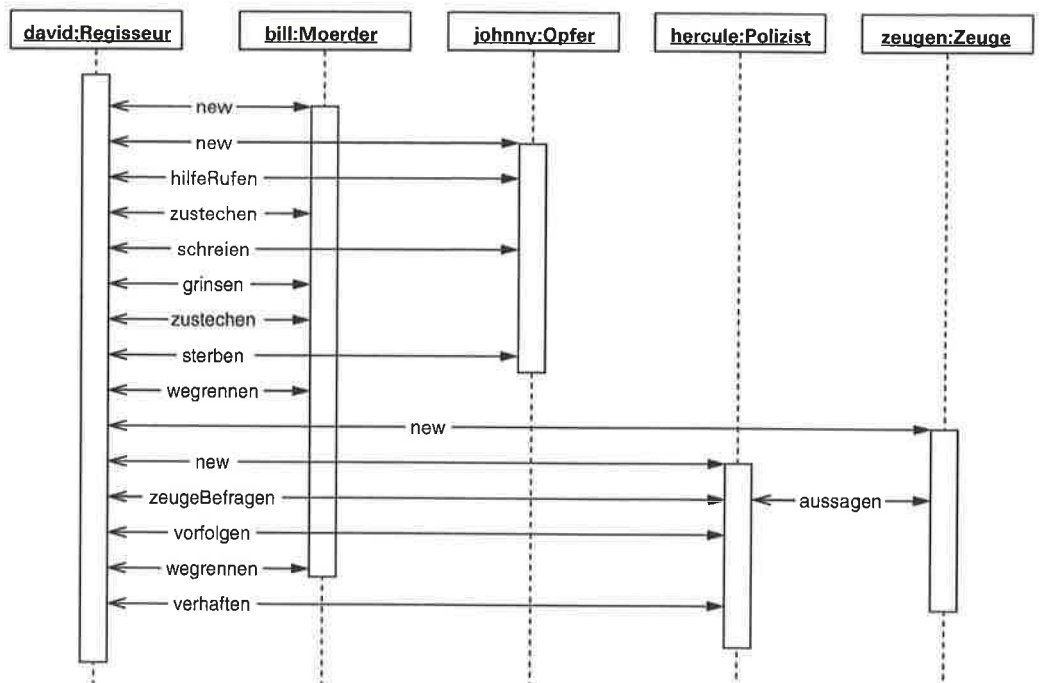 david:Regisseur
bill:Moerder
johnny:Opfer
hercule:Polizist
zeugen:Zeuge
new
new
hilfeRufen
zustechen
schreien
grinsen
zustechen
sterben
wegrennen
new
new
zeugeBefragen
aussagen
vorfolgen
wegrennen
verhaften